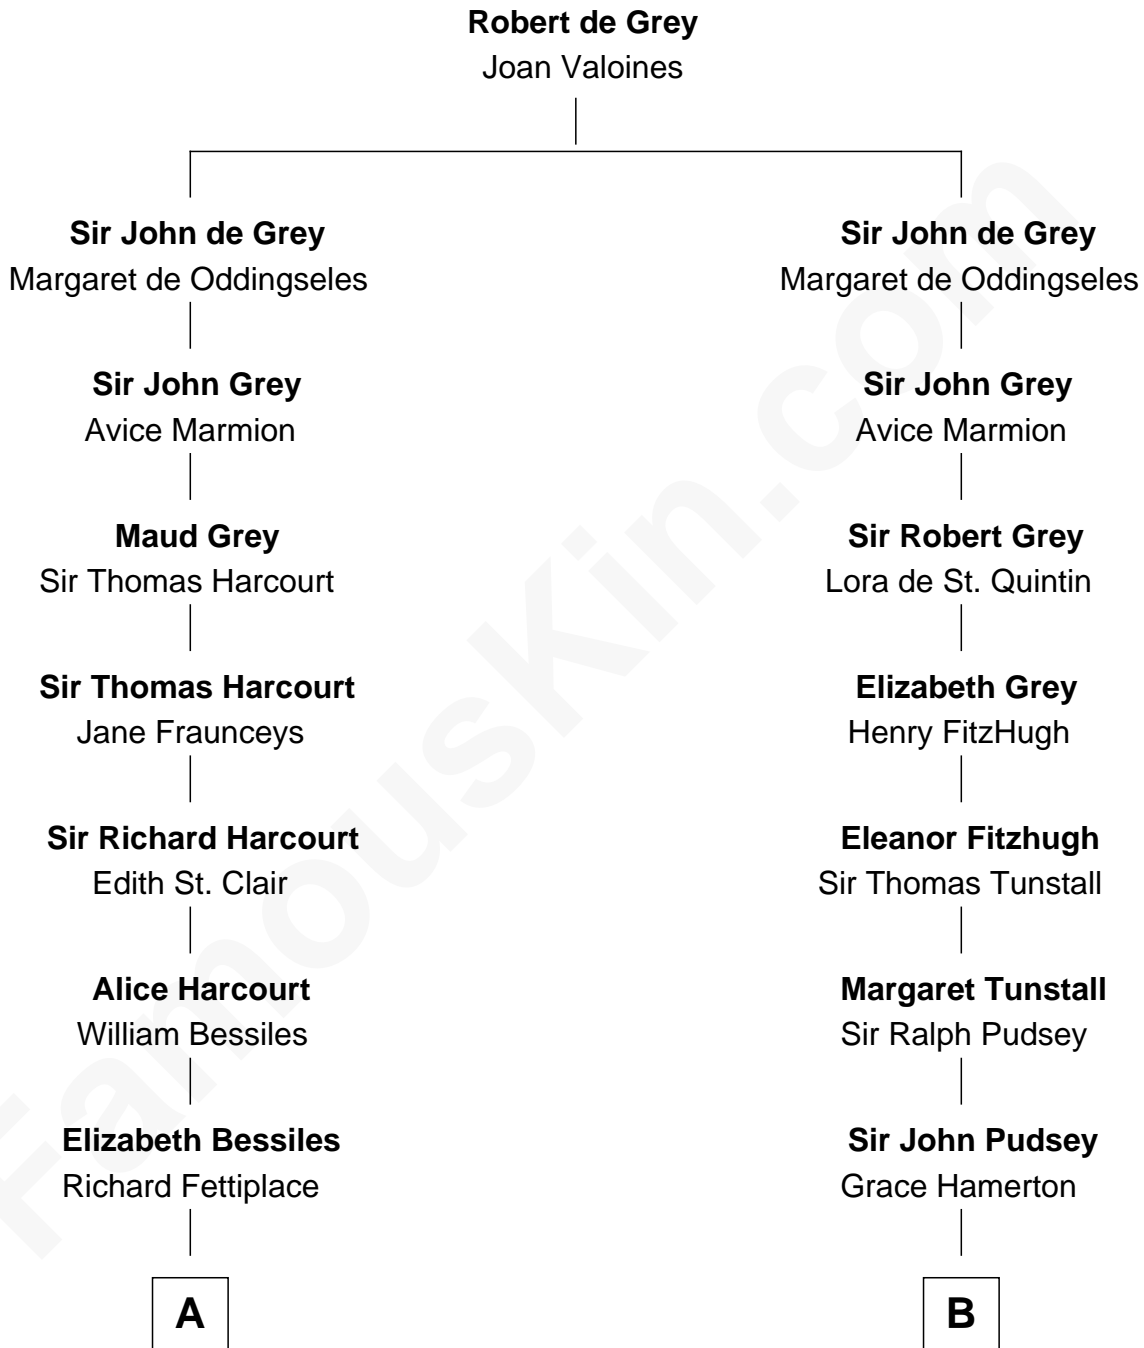 Robert de Grey
Joan Valoines
Sir John de Grey
Margaret de Oddingseles
Sir John Grey
Avice Marmion
Maud Grey
Sir Thomas Harcourt
Sir Thomas Harcourt
Jane Fraunceys
Sir Richard Harcourt
Edith St. Clair
Alice Harcourt
William Bessiles
Elizabeth Bessiles
Richard Fettiplace
A
Sir John de Grey
Margaret de Oddingseles
Sir John Grey
Avice Marmion
Sir Robert Grey
Lora de St. Quintin
Elizabeth Grey
Henry FitzHugh
Eleanor Fitzhugh
Sir Thomas Tunstall
Margaret Tunstall
Sir Ralph Pudsey
Sir John Pudsey
Grace Hamerton
B
FamousKin.com